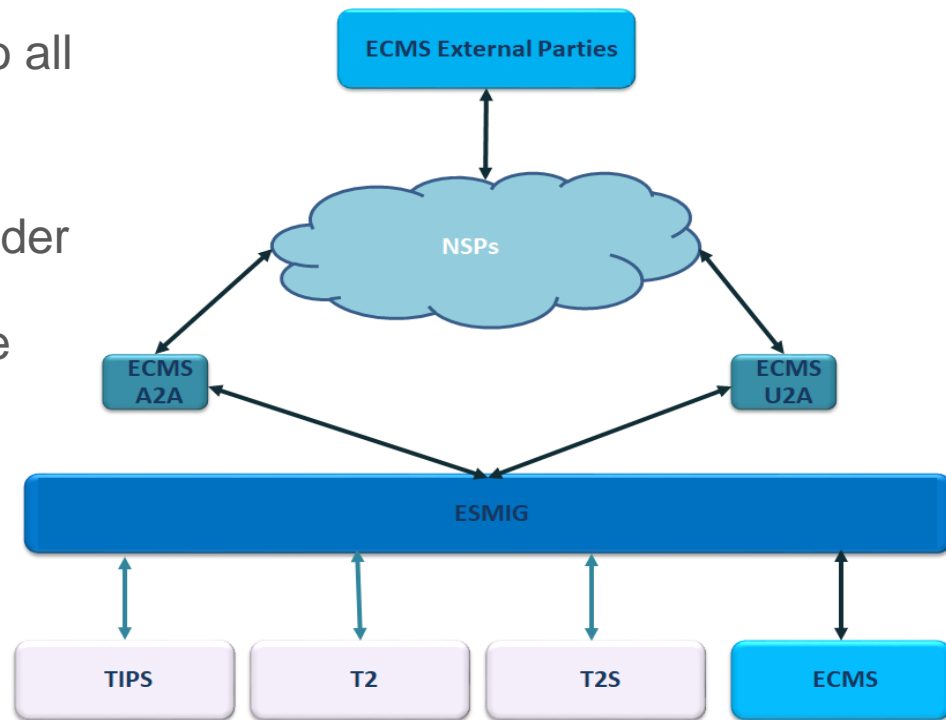 o all
der
e
ECMS External Parties
NSPs
ECMS
A2A
ECMS
U2A
ESMIG
TIPS
T2
T2S
ECMS